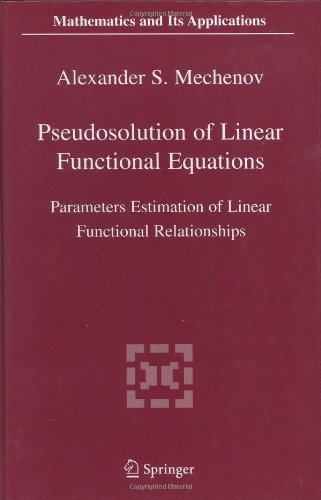 Mathematics and Its Applications
Alexander S. Mechenov
Pseudosolution of Linear
Functional Equations
Parameters Estimation of Linear
Functional Relationships
Springer